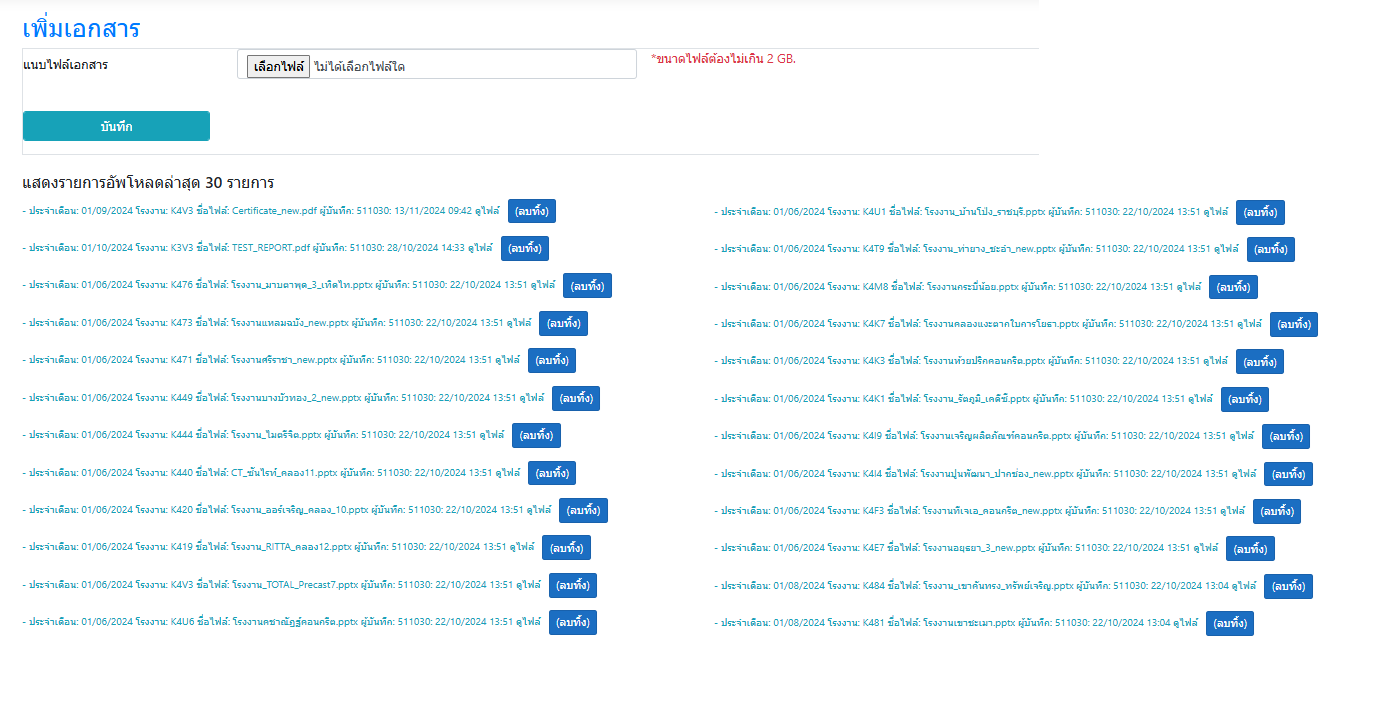 เพิ่มเอกสาร
แนบไฟล์เอกสาร
เลือกไฟล์ ไม่ได้เลือกไฟล์ใด
*ขนาดไฟล์ต้องไม่เกิน 2 GB.
บันทึก
แสดงรายการอัพโหลดล่าสุด 30 รายการ
- ประจำเดือน: 01/09/2024 โรงงาน: K4V3 ชื่อไฟล์: Certificate_new.pdf ผู้บันทึก: 511030: 13/11/2024 09:42 ดูไฟล์ (ลบทิ้ง)
- ประจำเดือน: 01/10/2024 โรงงาน: K3V3 ชื่อไฟล์: TEST_REPORT.pdf ผู้บันทึก: 511030: 28/10/2024 14:33 ดูไฟล์ (ลบทิ้ง)
- ประจำเดือน: 01/06/2024 โรงงาน: K476 ชื่อไฟล์: โรงงาน_มาบตาพุด_3_เทิดไท.pptx ผู้บันทึก: 511030: 22/10/2024 13:51 ดูไฟล์ (ลบทิ้ง)
- ประจำเดือน: 01/06/2024 โรงงาน: K473 ชื่อไฟล์: โรงงานแหลมฉบัง_new.pptx ผู้บันทึก: 511030: 22/10/2024 13:51 ดูไฟล์ (ลบทิ้ง)
- ประจำเดือน: 01/06/2024 โรงงาน: K471 ชื่อไฟล์: โรงงานศรีราชา_new.pptx ผู้บันทึก: 511030: 22/10/2024 13:51 ดูไฟล์ (ลบทิ้ง)
- ประจำเดือน: 01/06/2024 โรงงาน: K449 ชื่อไฟล์: โรงงานบางบัวทอง_2_new.pptx ผู้บันทึก: 511030: 22/10/2024 13:51 ดูไฟล์ (ลบทิ้ง)
- ประจำเดือน: 01/06/2024 โรงงาน: K444 ชื่อไฟล์: โรงงาน_ไมตรีจิต.pptx ผู้บันทึก: 511030: 22/10/2024 13:51 ดูไฟล์ (ลบทิ้ง)
- ประจำเดือน: 01/06/2024 โรงงาน: K440 ชื่อไฟล์: CT_ซันไรท์_คลอง11.pptx ผู้บันทึก: 511030: 22/10/2024 13:51 ดูไฟล์ (ลบทิ้ง)
- ประจำเดือน: 01/06/2024 โรงงาน: K420 ชื่อไฟล์: โรงงาน_ออร์เจริญ_คลอง_10.pptx ผู้บันทึก: 511030: 22/10/2024 13:51 ดูไฟล์ (ลบทิ้ง)
- ประจำเดือน: 01/06/2024 โรงงาน: K419 ชื่อไฟล์: โรงงาน_RITTA_คลอง12.pptx ผู้บันทึก: 511030: 22/10/2024 13:51 ดูไฟล์ (ลบทิ้ง)
- ประจำเดือน: 01/06/2024 โรงงาน: K4V3 ชื่อไฟล์: โรงงาน_TOTAL_Precast7.pptx ผู้บันทึก: 511030: 22/10/2024 13:51 ดูไฟล์ (ลบทิ้ง)
- ประจำเดือน: 01/06/2024 โรงงาน: K4U6 ชื่อไฟล์: โรงงานคชาณัฏฐ์คอนกรีต.pptx ผู้บันทึก: 511030: 22/10/2024 13:51 ดูไฟล์ (ลบทิ้ง)
- ประจำเดือน: 01/06/2024 โรงงาน: K4U1 ชื่อไฟล์: โรงงาน_บ้านโป่ง_ราชบุรี.pptx ผู้บันทึก: 511030: 22/10/2024 13:51 ดูไฟล์ (ลบทิ้ง)
- ประจำเดือน: 01/06/2024 โรงงาน: K4T9 ชื่อไฟล์: โรงงาน_ท่ายาง_ชะอำ_new.pptx ผู้บันทึก: 511030: 22/10/2024 13:51 ดูไฟล์ (ลบทิ้ง)
- ประจำเดือน: 01/06/2024 โรงงาน: K4M8 ชื่อไฟล์: โรงงานกระบี่น้อย.pptx ผู้บันทึก: 511030: 22/10/2024 13:51 ดูไฟล์ (ลบทิ้ง)
- ประจำเดือน: 01/06/2024 โรงงาน: K4K7 ชื่อไฟล์: โรงงานคลองแงะตากใบการโยธา.pptx ผู้บันทึก: 511030: 22/10/2024 13:51 ดูไฟล์ (ลบทิ้ง)
- ประจำเดือน: 01/06/2024 โรงงาน: K4K3 ชื่อไฟล์: โรงงานห้วยปริกคอนกรีต.pptx ผู้บันทึก: 511030: 22/10/2024 13:51 ดูไฟล์ (ลบทิ้ง)
- ประจำเดือน: 01/06/2024 โรงงาน: K4K1 ชื่อไฟล์: โรงงาน_รัตภูมิ_เคดีซี.pptx ผู้บันทึก: 511030: 22/10/2024 13:51 ดูไฟล์ (ลบทิ้ง)
- ประจำเดือน: 01/06/2024 โรงงาน: K4I9 ชื่อไฟล์: โรงงานเจริญผลิตภัณฑ์คอนกรีต.pptx ผู้บันทึก: 511030: 22/10/2024 13:51 ดูไฟล์ (ลบทิ้ง)
- ประจำเดือน: 01/06/2024 โรงงาน: K4I4 ชื่อไฟล์: โรงงานปูนพัฒนา_ปากช่อง_new.pptx ผู้บันทึก: 511030: 22/10/2024 13:51 ดูไฟล์ (ลบทิ้ง)
- ประจำเดือน: 01/06/2024 โรงงาน: K4F3 ชื่อไฟล์: โรงงานทีเจเอ_คอนกรีต_new.pptx ผู้บันทึก: 511030: 22/10/2024 13:51 ดูไฟล์ (ลบทิ้ง)
- ประจำเดือน: 01/06/2024 โรงงาน: K4E7 ชื่อไฟล์: โรงงานอยุธยา_3_new.pptx ผู้บันทึก: 511030: 22/10/2024 13:51 ดูไฟล์ (ลบทิ้ง)
- ประจำเดือน: 01/08/2024 โรงงาน: K484 ชื่อไฟล์: โรงงาน_เขาคันทรง_ทรัพย์เจริญ.pptx ผู้บันทึก: 511030: 22/10/2024 13:04 ดูไฟล์ (ลบทิ้ง)
- ประจำเดือน: 01/08/2024 โรงงาน: K481 ชื่อไฟล์: โรงงานเขาชะเมา.pptx ผู้บันทึก: 511030: 22/10/2024 13:04 ดูไฟล์ (ลบทิ้ง)